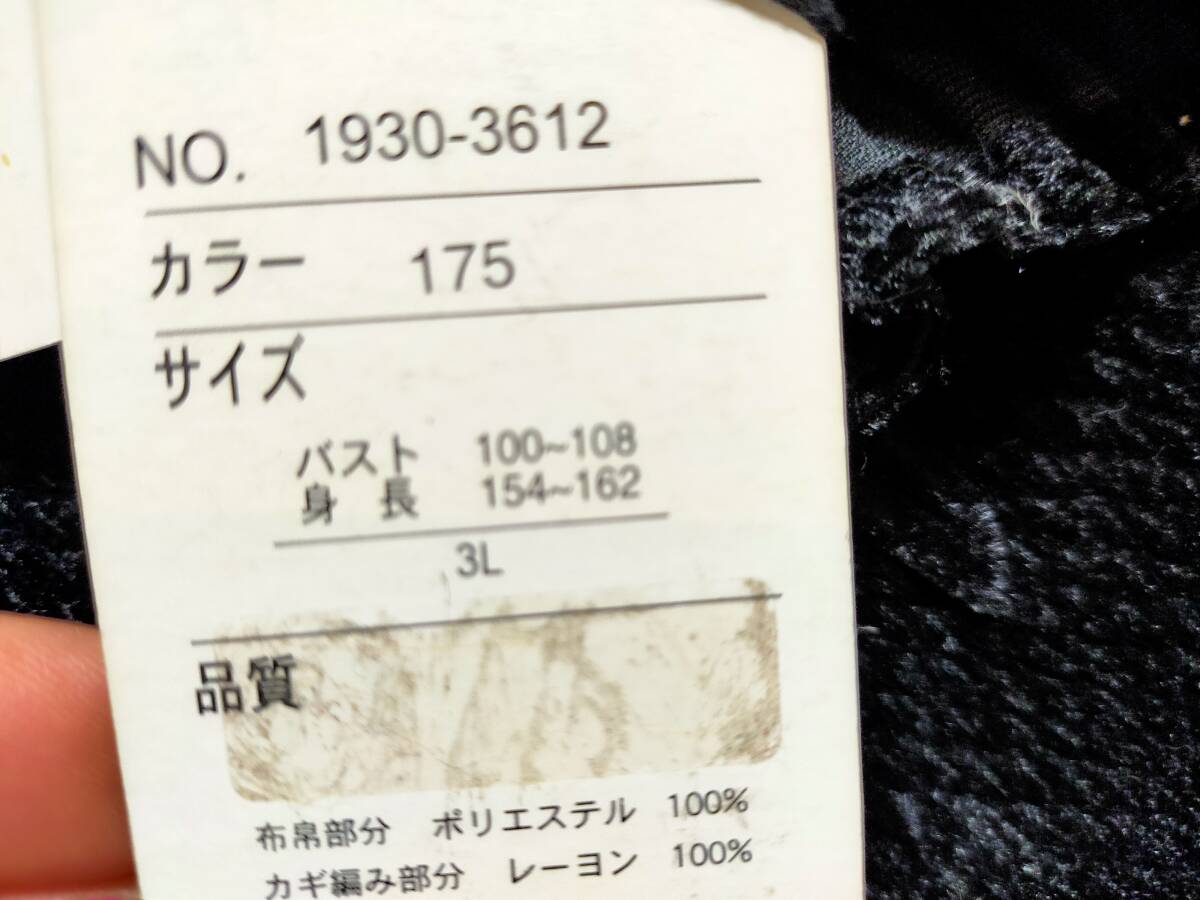 NO. 1930-3612
カラー 175
サイズ
バスト 100~108
身長 154~162
3L
品質
布帛部分 ポリエステル 100%
カギ編み部分 レーヨン 100%